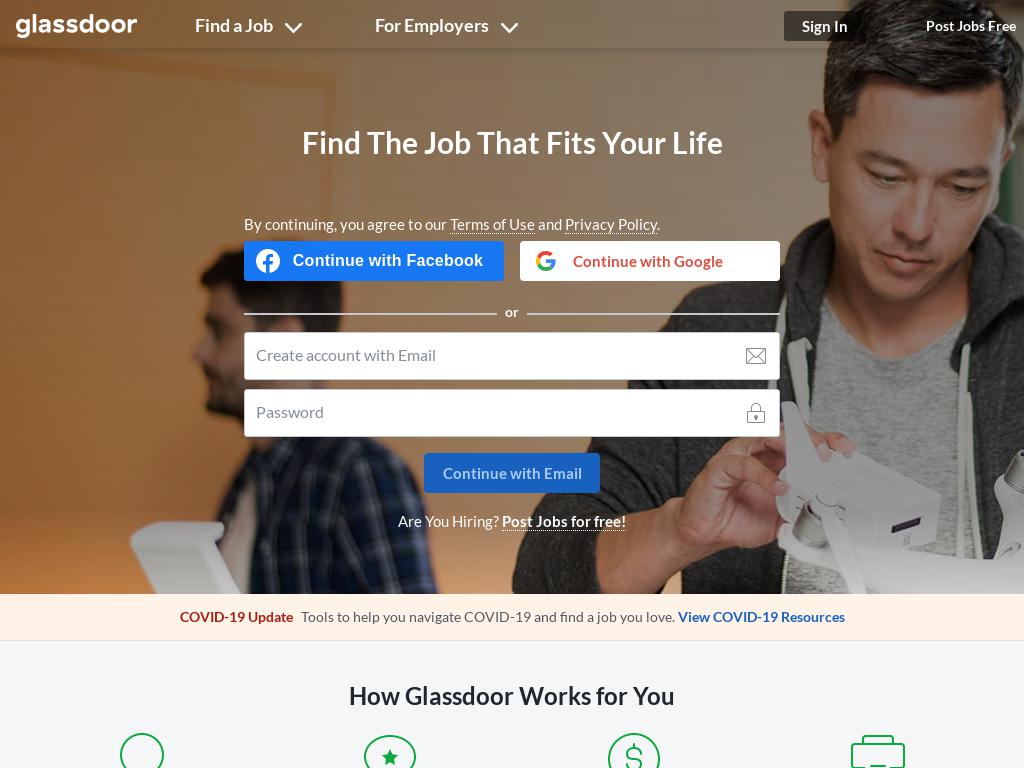 glassdoor
Find a Job
For Employers
Sign In
Post Jobs Free
Find The Job That Fits Your Life
By continuing, you agree to our Terms of Use and Privacy Policy.
Continue with Facebook
Continue with Google
or
Create account with Email
Password
Continue with Email
Are You Hiring? Post Jobs for free!
COVID-19 Update Tools to help you navigate COVID-19 and find a job you love. View COVID-19 Resources
How Glassdoor Works for You